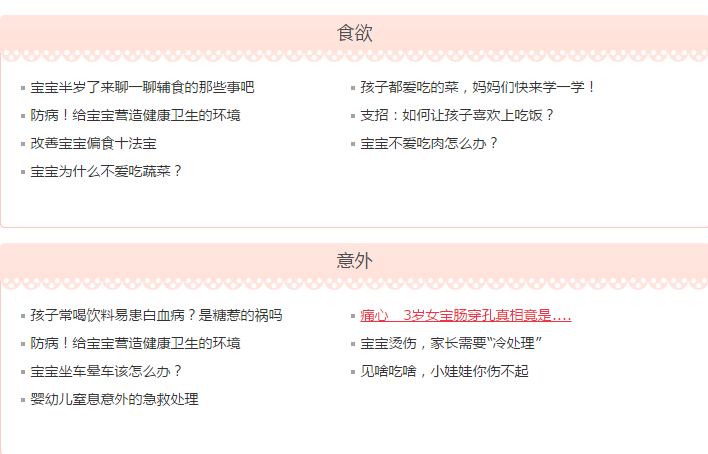 食欲
宝宝半岁了来聊一聊辅食的那些事吧
孩子都爱吃的菜，妈妈们快来学一学！
防病！给宝宝营造健康卫生的环境
支招：如何让孩子喜欢上吃饭？
改善宝宝偏食十法宝
宝宝不爱吃肉怎么办？
宝宝为什么不爱吃蔬菜？
意外
孩子常喝饮料易患白血病？是糖惹的祸吗
痛心　3岁女宝肠穿孔真相竟是....
防病！给宝宝营造健康卫生的环境
宝宝烫伤，家长需要“冷处理”
宝宝坐车晕车该怎么办？
见啥吃啥，小娃娃你伤不起
婴幼儿窒息意外的急救处理